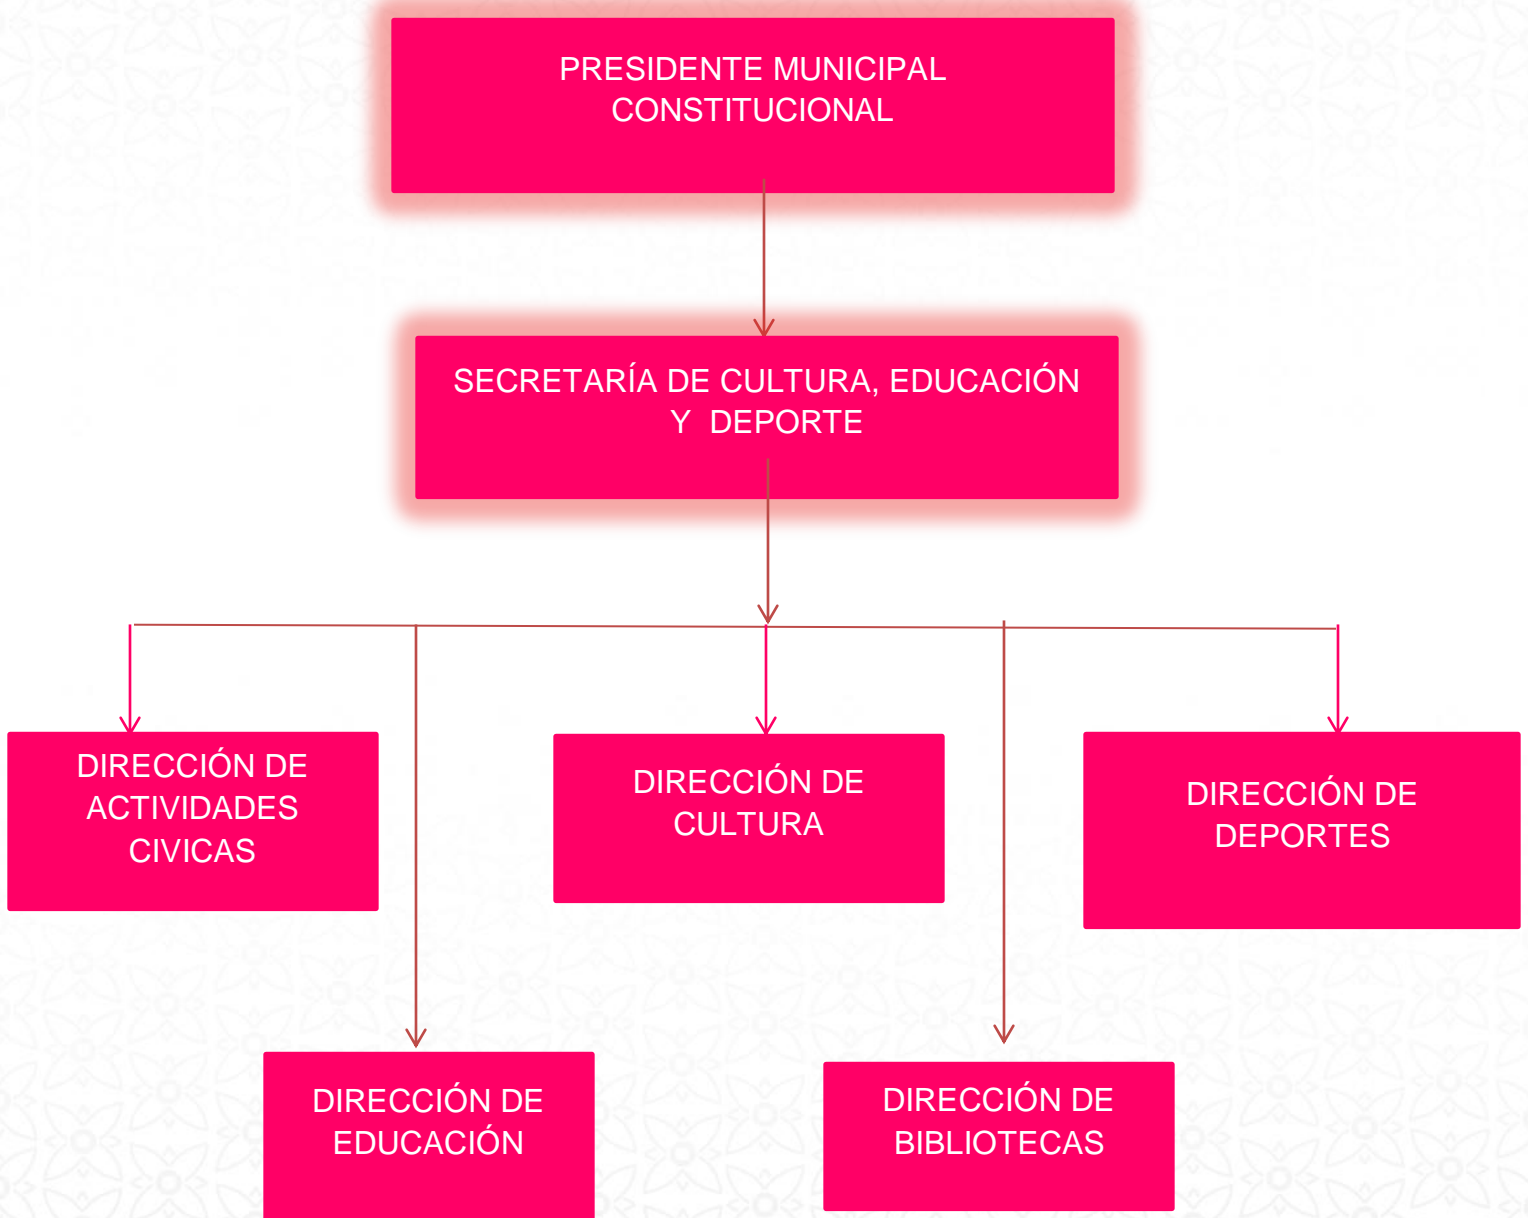 PRESIDENTE MUNICIPAL
CONSTITUCIONAL
SECRETARÍA DE CULTURA, EDUCACIÓN
Y  DEPORTE
DIRECCIÓN DE
ACTIVIDADES
CIVICAS
DIRECCIÓN DE
CULTURA
DIRECCIÓN DE
DEPORTES
DIRECCIÓN DE
EDUCACIÓN
DIRECCIÓN DE
BIBLIOTECAS